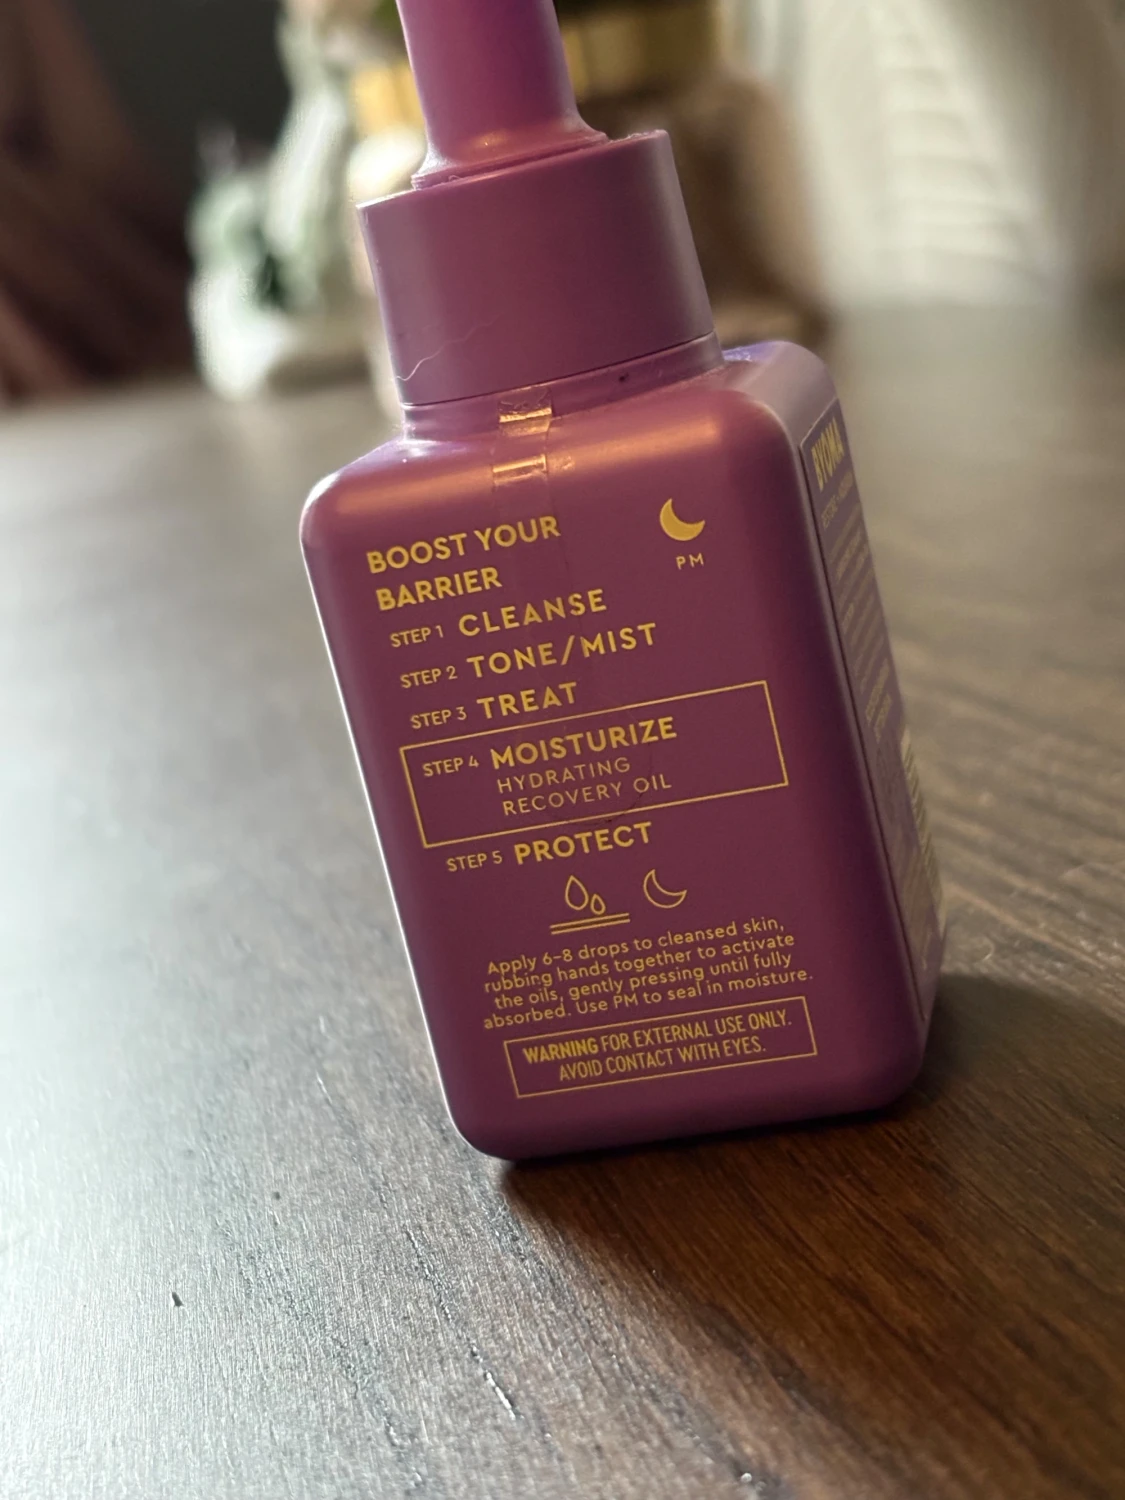 BOOST YOUR
BARRIER
PM
STEP 1 CLEANSE
STEP 2 TONE/MIST
STEP 3 TREAT
STEP 4 MOISTURIZE
HYDRATING
RECOVERY OIL
STEP 5 PROTECT
Apply 6-8 drops to cleansed skin,
rubbing hands together to activate
the oils, gently pressing until fully
absorbed. Use PM to seal in moisture.
WARNING FOR EXTERNAL USE ONLY.
AVOID CONTACT WITH EYES.
BYOMA